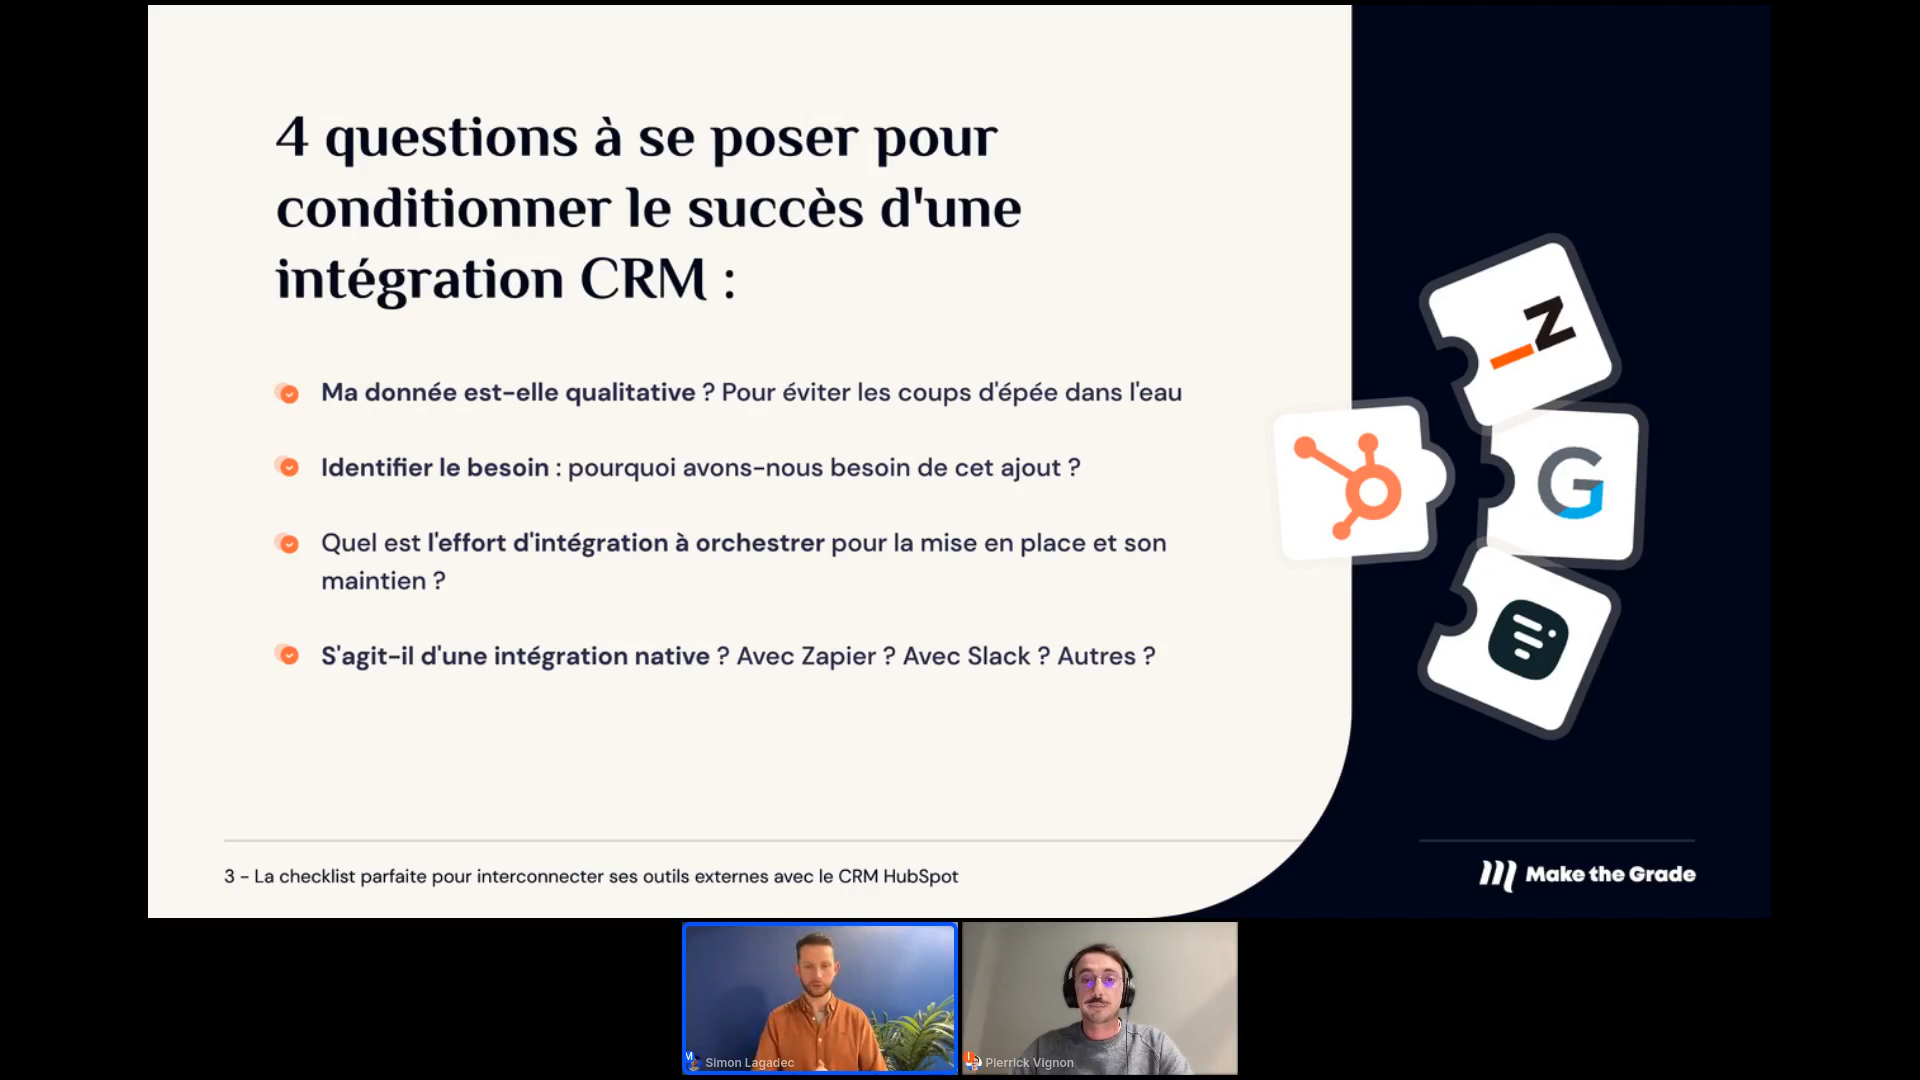 4 questions à se poser pour
conditionner le succès d'une
intégration CRM :
Ma donnée est-elle qualitative ? Pour éviter les coups d'épée dans l'eau
Identifier le besoin : pourquoi avons-nous besoin de cet ajout ?
Quel est l'effort d'intégration à orchestrer pour la mise en place et son
maintien ?
S'agit-il d'une intégration native ? Avec Zapier ? Avec Slack ? Autres ?
3 - La checklist parfaite pour interconnecter ses outils externes avec le CRM HubSpot
Make the Grade
Simon Lagadec
Pierrick Vignon